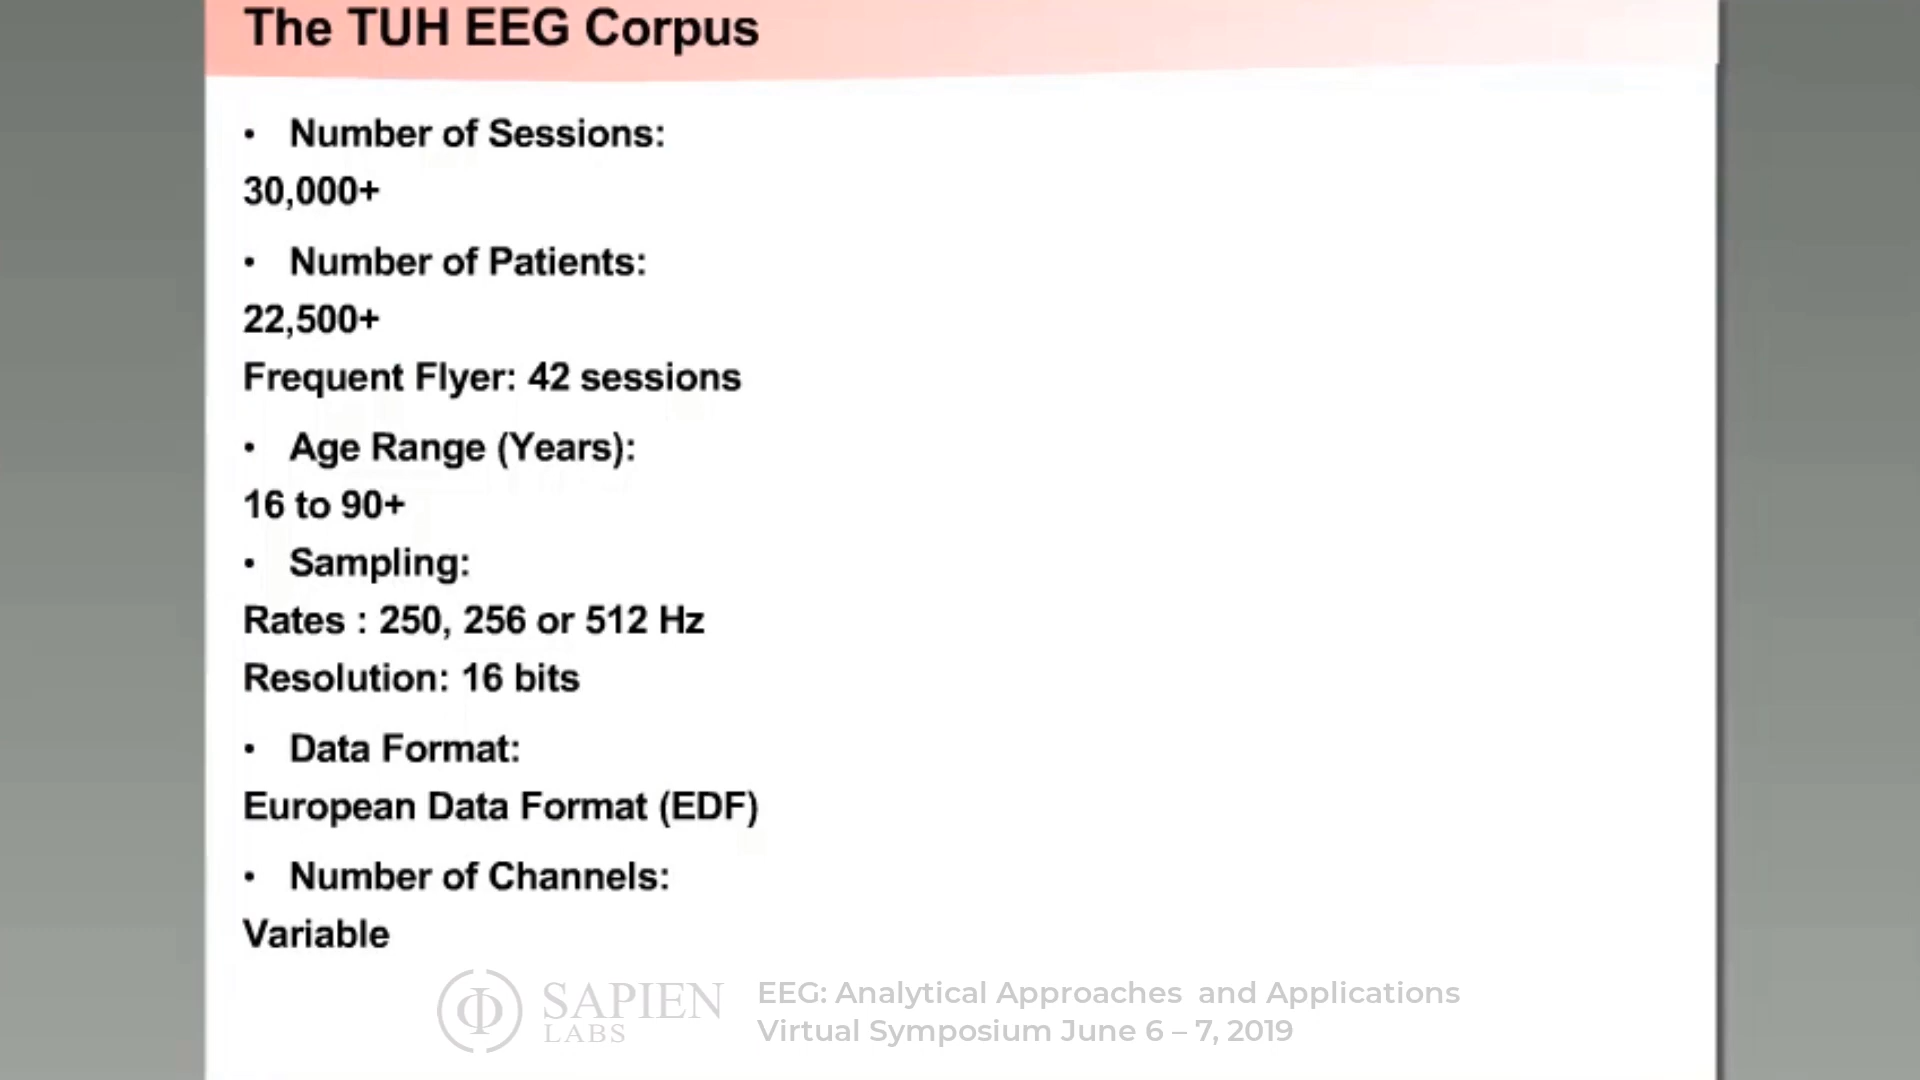 The TUH EEG Corpus
• Number of Sessions:
30,000+
• Number of Patients:
22,500+
Frequent Flyer: 42 sessions
• Age Range (Years):
16 to 90+
• Sampling:
Rates : 250, 256 or 512 Hz
Resolution: 16 bits
• Data Format:
European Data Format (EDF)
• Number of Channels:
Variable
SAPIEN
LABS
EEG: Analytical Approaches and Applications
Virtual Symposium June 6 – 7, 2019